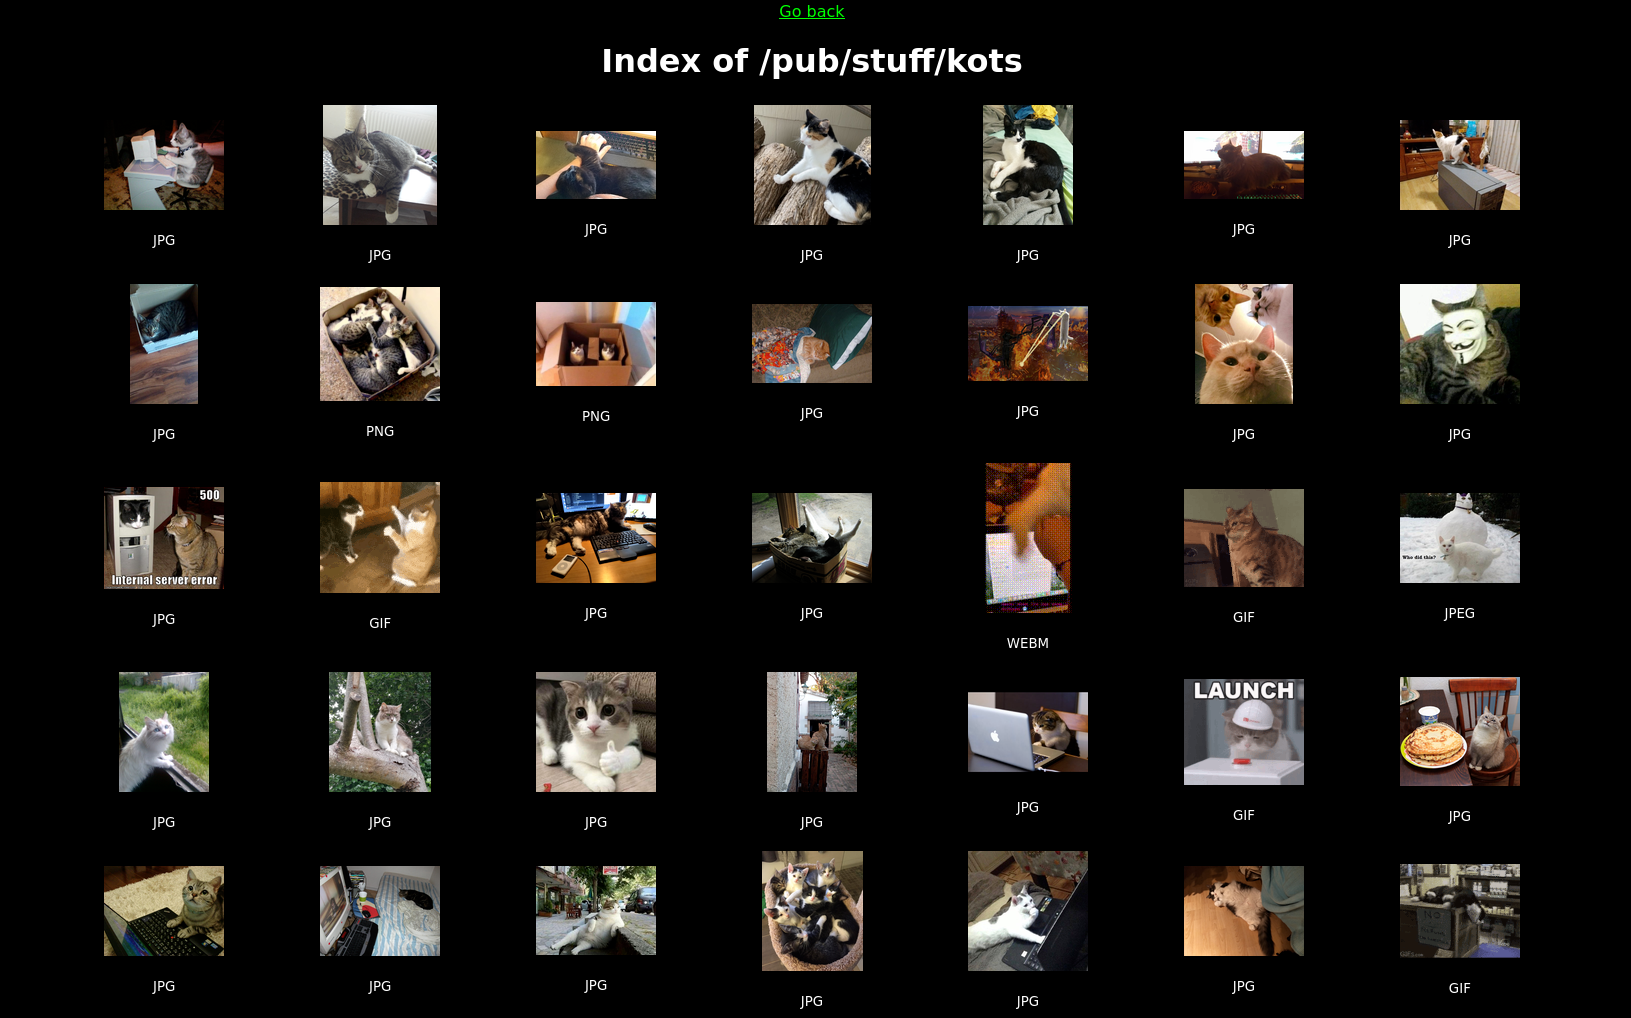 Go back
Index of /pub/stuff/kots
JPG JPG JPG JPG JPG JPG JPG
JPG PNG PNG JPG JPG JPG JPG
500
Internal server error
Who did this?
JPG GIF JPG JPG WEBM GIF JPEG
LAUNCH
JPG JPG JPG JPG JPG GIF JPG
JPG JPG JPG JPG JPG JPG GIF